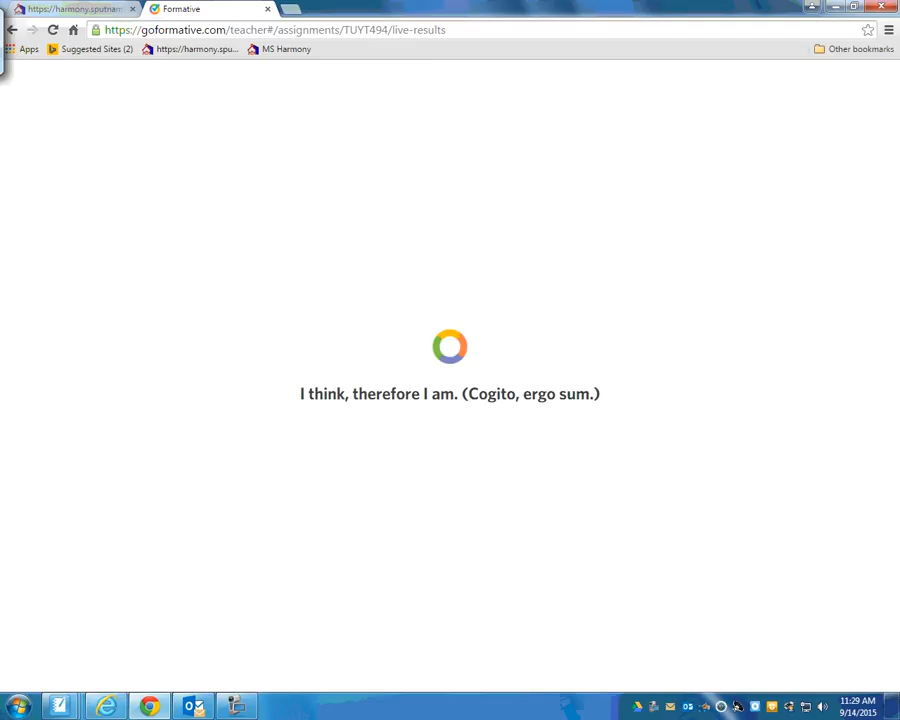 https://harmony.sputnam
Formative
https://goformative.com/teacher#/assignments/TUYT494/live-results
Apps
Suggested Sites (2)
https://harmony.spu...
MS Harmony
Other bookmarks
I think, therefore I am. (Cogito, ergo sum.)
11:29 AM
9/14/2015